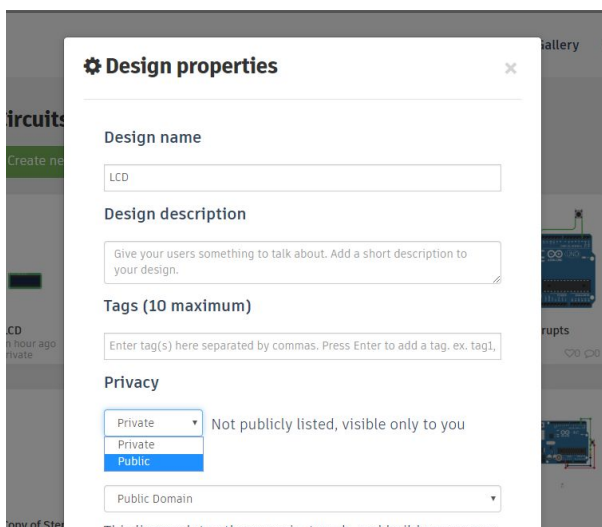 Gallery
Design properties
×
ircuits
Create ne
Design name
LCD
Design description
Give your users something to talk about. Add a short description to
your design.
Tags (10 maximum)
Enter tag(s) here separated by commas. Press Enter to add a tag. ex. tag1,
LCD
n hour ago
rivate
rupts
0 0
Privacy
Private
Not publicly listed, visible only to you
Private
Public
Public Domain
Copy of Ste